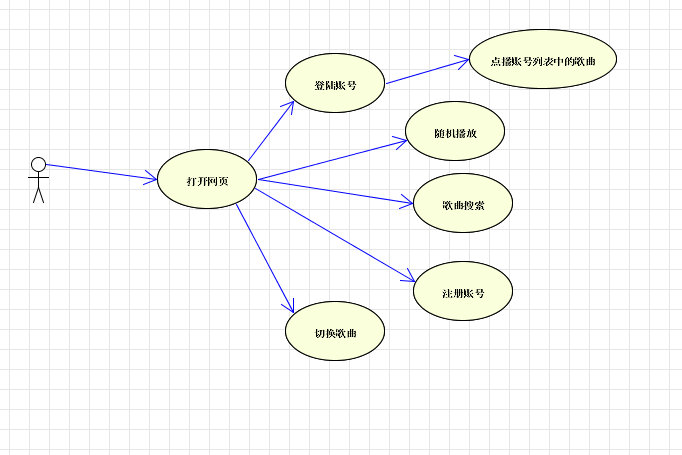 点播账号列表中的歌曲
登陆账号
随机播放
打开网页
歌曲搜索
注册账号
切换歌曲